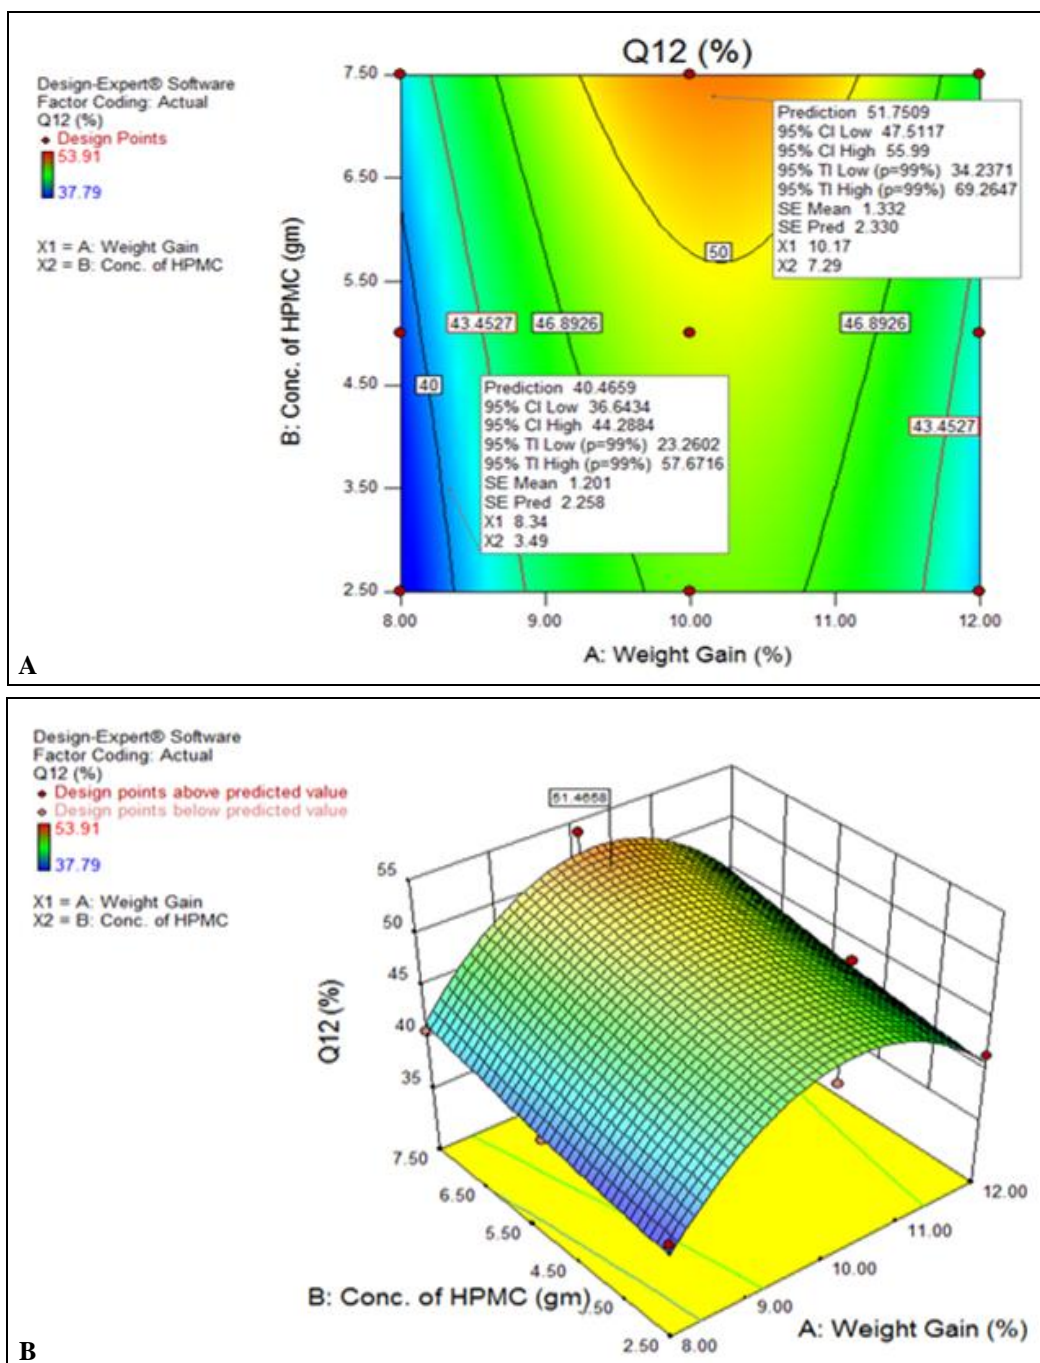 Q12 (%)
Design-Expert® Software
Factor Coding: Actual
Q12 (%)
Design Points
53.91
37.79
X1 = A: Weight Gain
X2 = B: Conc. of HPMC
B: Conc. of HPMC (gm)
7.50
6.50
5.50
4.50
3.50
2.50
Prediction 51.7509
95% CI Low 47.5117
95% CI High 55.99
95% TI Low (p=99%) 34.2371
95% TI High (p=99%) 69.2647
SE Mean 1.332
SE Pred 2.330
X1 10.17
X2 7.29
50
43.4527
46.8926
46.8926
40
43.4527
Prediction 40.4659
95% CI Low 36.6434
95% CI High 44.2884
95% TI Low (p=99%) 23.2602
95% TI High (p=99%) 57.6716
SE Mean 1.201
SE Pred 2.258
X1 8.34
X2 3.49
8.00 9.00 10.00 11.00 12.00
A: Weight Gain (%)
A
Design-Expert® Software
Factor Coding: Actual
Q12 (%)
Design points above predicted value
Design points below predicted value
53.91
37.79
X1 = A: Weight Gain
X2 = B: Conc. of HPMC
51.4658
Q12 (%)
55
50
45
40
35
7.50
6.50
5.50
4.50
.50
2.50
B: Conc. of HPMC (gm)
8.00
9.00
10.00
11.00
12.00
A: Weight Gain (%)
B